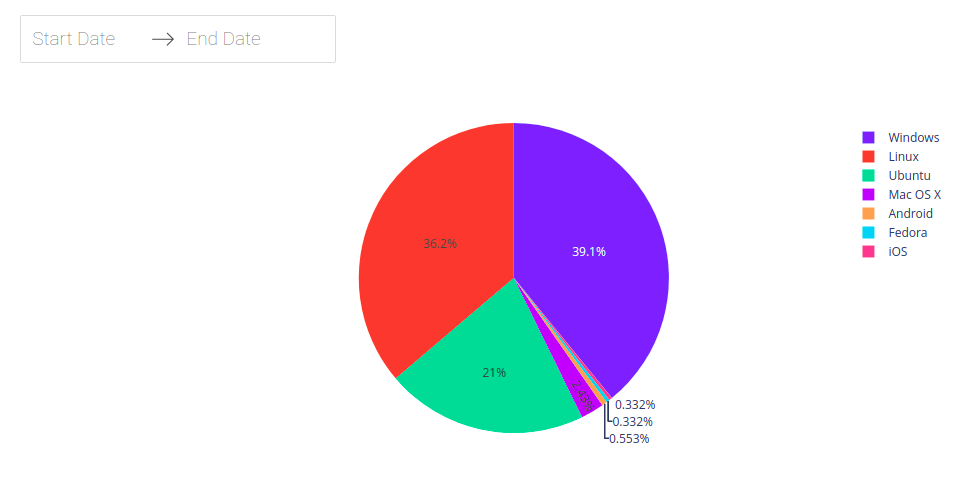 Start Date → End Date
Windows
Linux
Ubuntu
Mac OS X
Android
Fedora
iOS
36.2%
39.1%
21%
0.332%
0.332%
0.553%